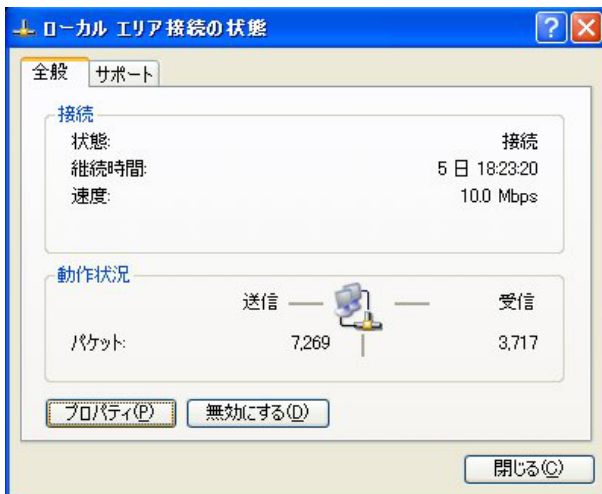 ローカル エリア接続の状態
全般 サポート
接続
状態: 接続
継続時間: 5 日 18:23:20
速度: 10.0 Mbps
動作状況
送信 受信
パケット: 7,269 3,717
プロパティ(P) 無効にする(D)
閉じる(C)